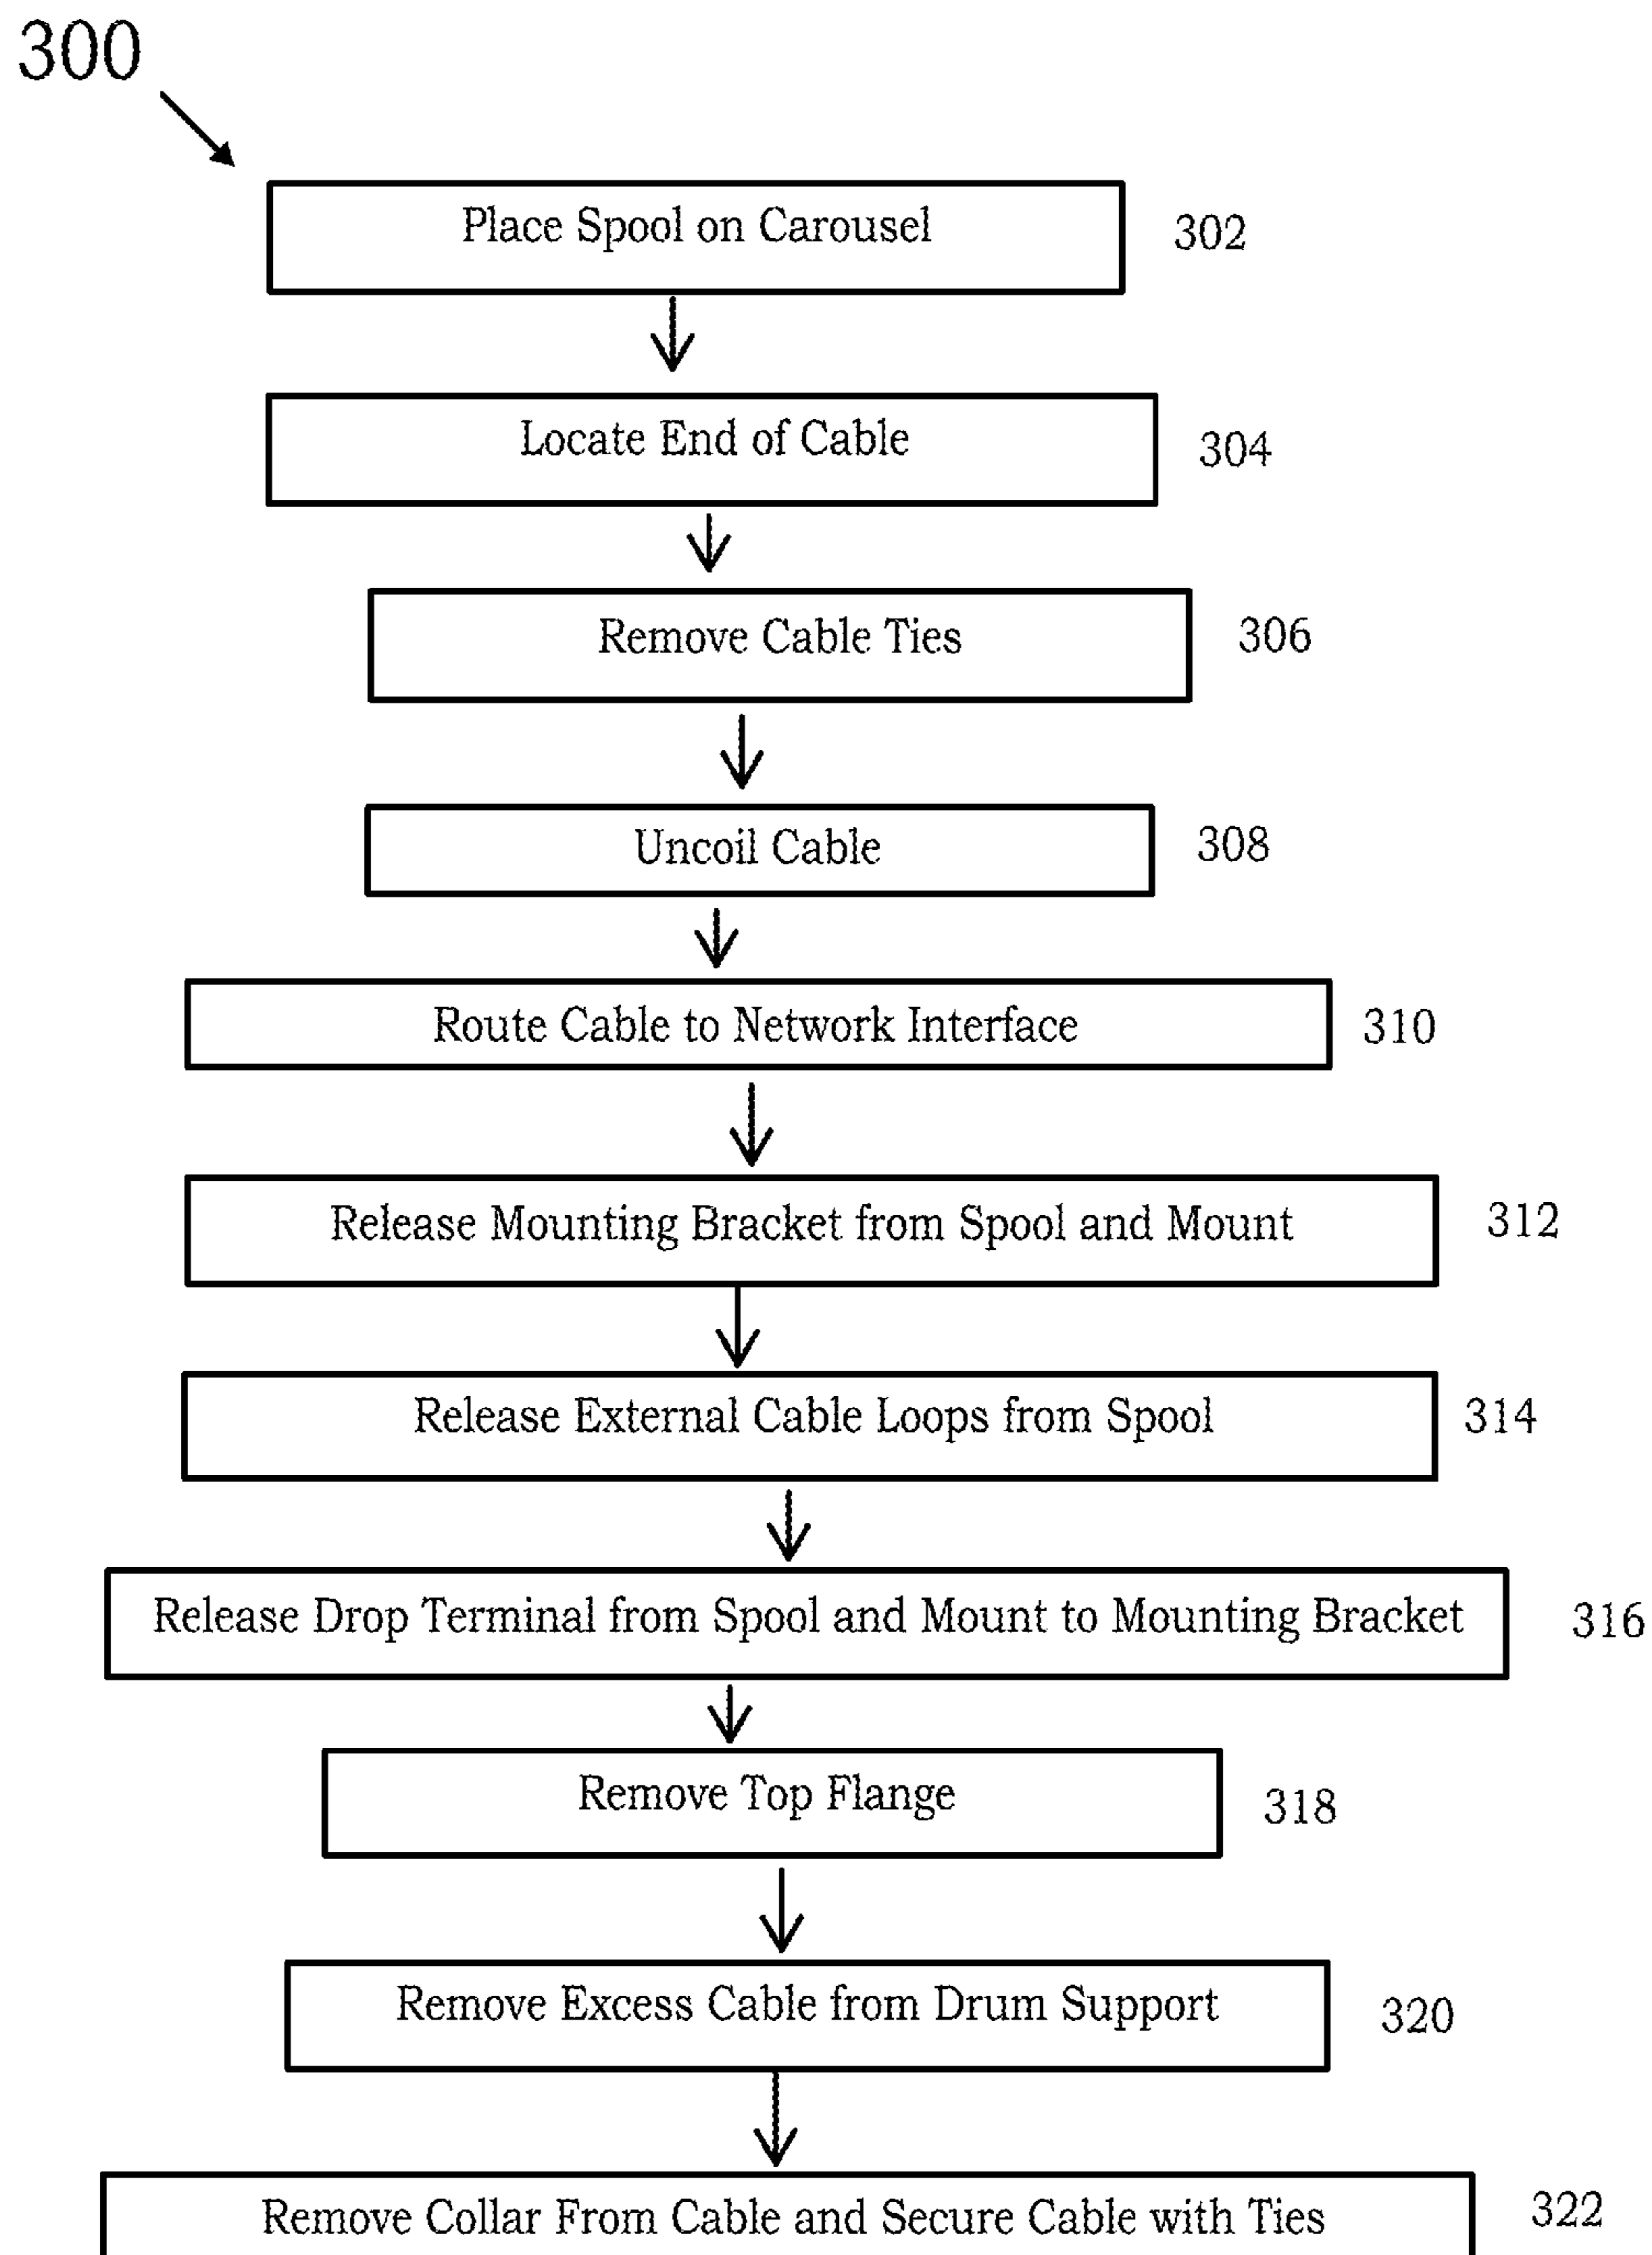 300
Place Spool on Carousel 302
Locate End of Cable 304
Remove Cable Ties 306
Uncoil Cable 308
Route Cable to Network Interface 310
Release Mounting Bracket from Spool and Mount 312
Release External Cable Loops from Spool 314
Release Drop Terminal from Spool and Mount to Mounting Bracket 316
Remove Top Flange 318
Remove Excess Cable from Drum Support 320
Remove Collar From Cable and Secure Cable with Ties 322